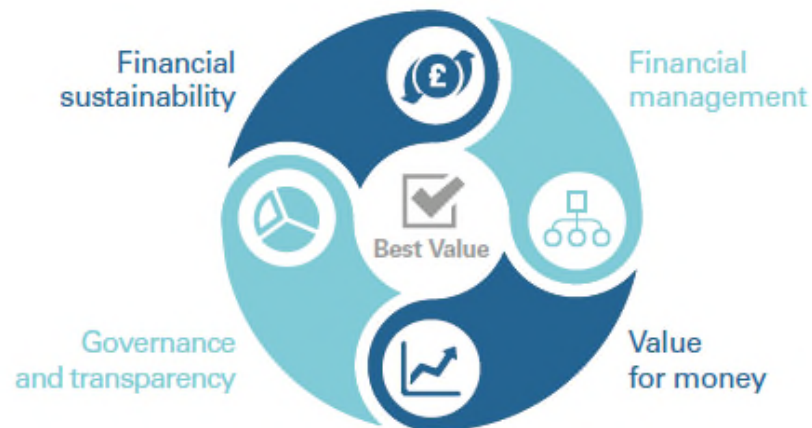 Financial
sustainability
£
Financial
management
Best Value
Governance
and transparency
Value
for money